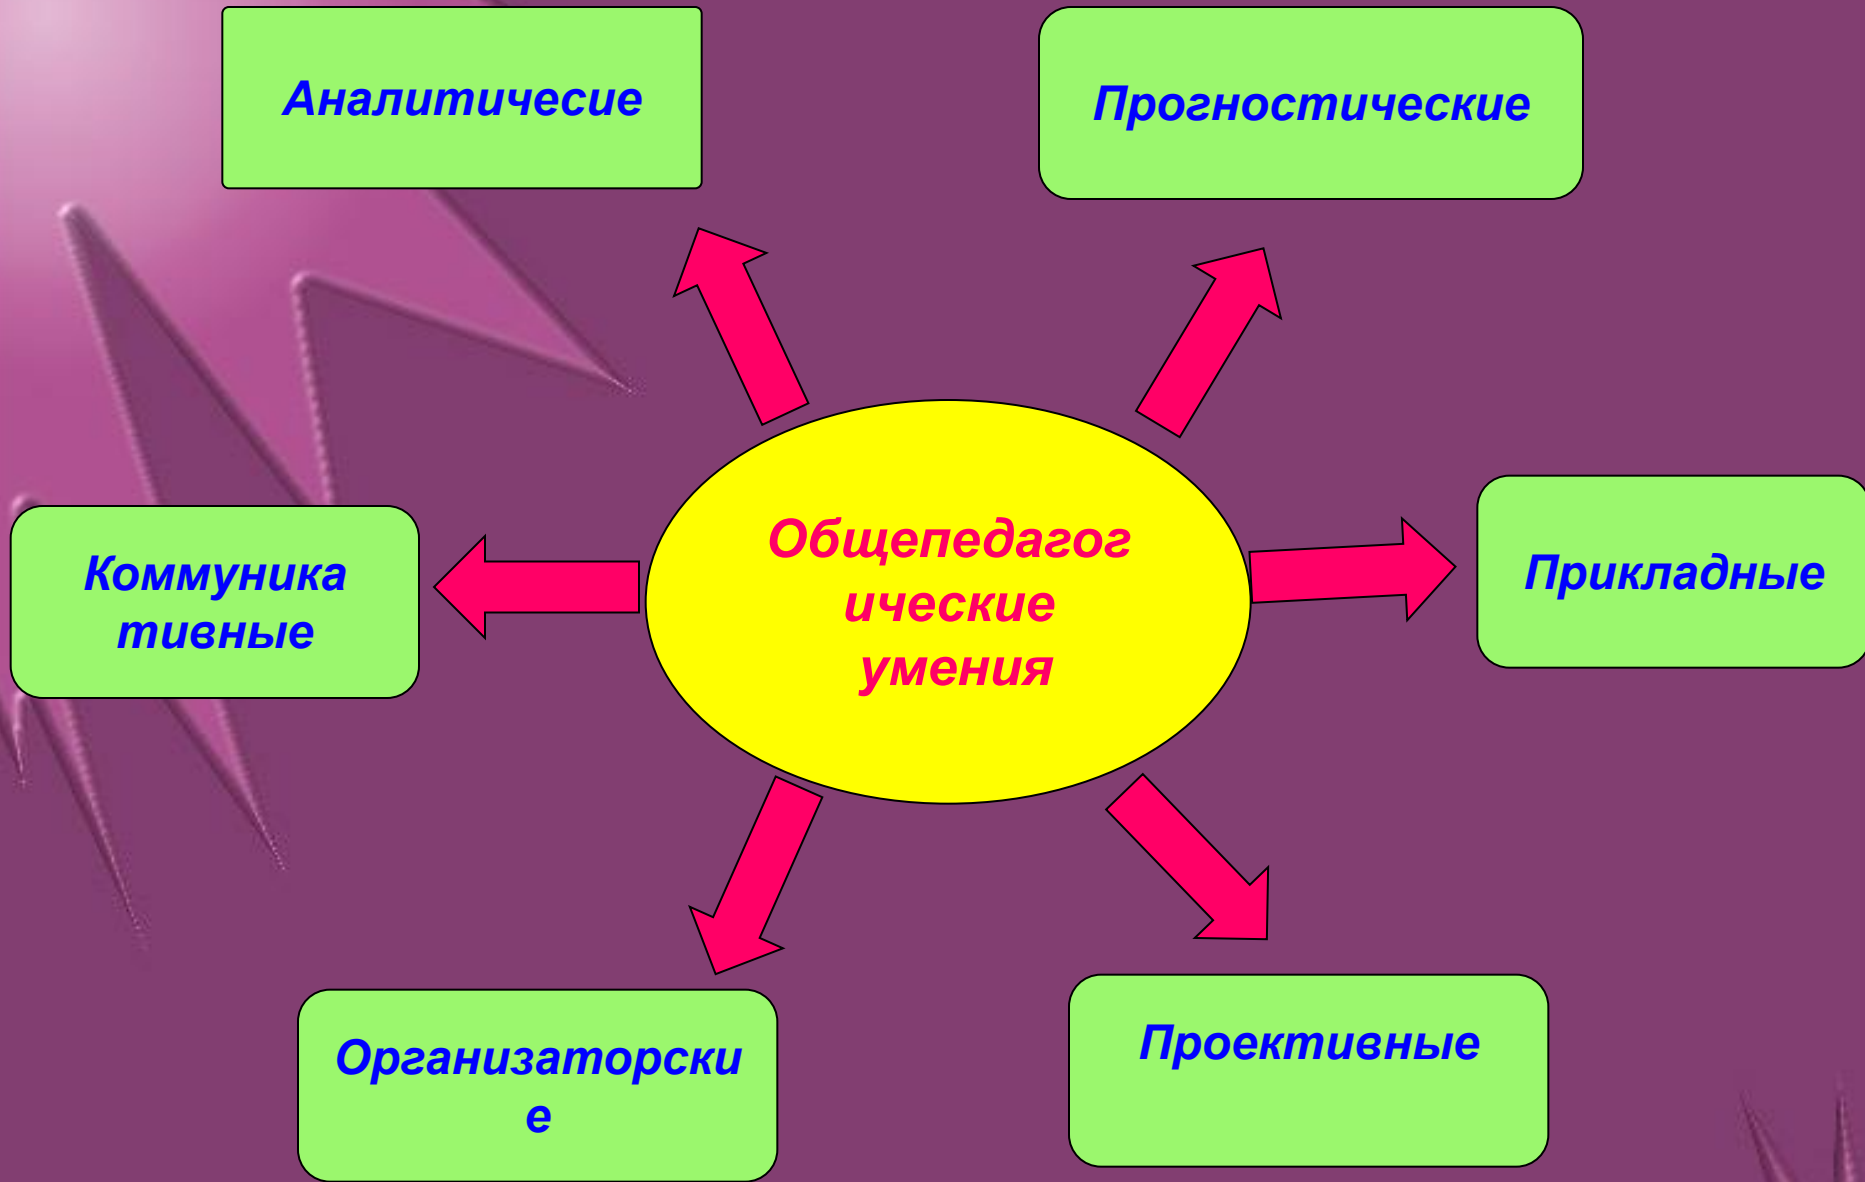 Аналитичесие
Прогностические
Общепедагог
ические
умения
Коммуника
тивные
Прикладные
Организаторски
е
Проективные